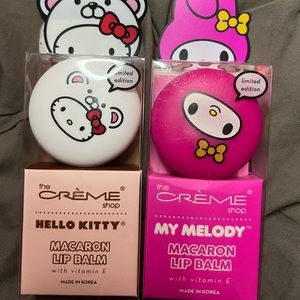 limited
edition
the
CRÈME
shop
HELLO KITTY®
MACARON
LIP BALM
with vitamin E
MADE IN KOREA
limited
edition
the
CRÈME
shop
MY MELODY™
MACARON
LIP BALM
with vitamin E
MADE IN KOREA